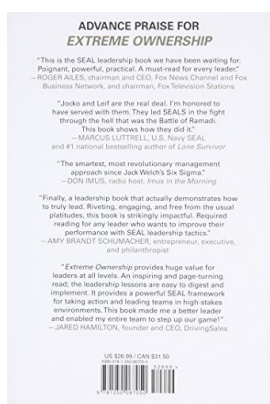 ADVANCE PRAISE FOR
EXTREME OWNERSHIP
“This is the SEAL leadership book we have been waiting for.
Poignant, powerful, practical. A must-read for every leader.”
—ROGER AILES, chairman and CEO, Fox News Channel and Fox
Business Network, and chairman, Fox Television Stations
“Jocko and Leif are the real deal. I’m honored to
have served with them. They led SEALS in the fight
through the hell that was the Battle of Ramadi.
This book shows how they did it.”
—MARCUS LUTTRELL, U.S. Navy SEAL
and #1 national bestselling author of Lone Survivor
“The smartest, most revolutionary management
approach since Jack Welch’s Six Sigma.”
—DON IMUS, radio host, Imus in the Morning
“Finally, a leadership book that actually demonstrates how
to truly lead. Riveting, engaging, and free from the usual
platitudes, this book is strikingly impactful. Required
reading for any leader who wants to improve their
performance with SEAL leadership tactics.”
—AMY BRANDT SCHUMACHER, entrepreneur, executive,
and philanthropist
“Extreme Ownership provides huge value for
leaders at all levels. An inspiring and page-turning
read; the leadership lessons are easy to digest and
implement. It provides a powerful SEAL framework
for taking action and leading teams in high-stakes
environments. This book made me a better leader
and enabled my entire team to step up and lead!”
—JARED HAMILTON, founder and CEO, DrivingSales
US $26.99 / CAN $31.50